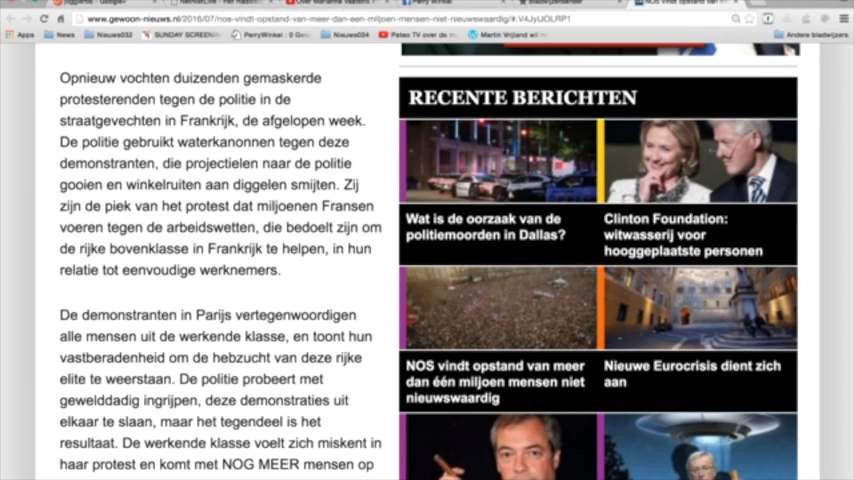 NOS vindt opstand van m
www.gewoon-nieuws.nl/2016/07/nos-vindt-opstand-van-meer-dan-een-miljoen-mensen-niet-nieuwswaardig/#.V4JyUOLRP1
Apps News Nieuws032 SUNDAY SCREENIN PerryWinkel Nieuws034 Andere bladwijzers
Opnieuw vochten duizenden gemaskerde
protesterenden tegen de politie in de
straatgevechten in Frankrijk, de afgelopen week.
De politie gebruikt waterkanonnen tegen deze
demonstranten, die projectielen naar de politie
gooien en winkelruiten aan diggelen smijten. Zij
zijn de piek van het protest dat miljoenen Fransen
voeren tegen de arbeidswetten, die bedoelt zijn om
de rijke bovenklasse in Frankrijk te helpen, in hun
relatie tot eenvoudige werknemers.
De demonstranten in Parijs vertegenwoordigen
alle mensen uit de werkende klasse, en toont hun
vastberadenheid om de hebzucht van deze rijke
elite te weerstaan. De politie probeert met
gewelddadig ingrijpen, deze demonstraties uit
elkaar te slaan, maar het tegendeel is het
resultaat. De werkende klasse voelt zich miskent in
haar protest en komt met NOG MEER mensen op
RECENTE BERICHTEN
Wat is de oorzaak van de
politiemoorden in Dallas?
Clinton Foundation:
witwasserij voor
hooggeplaatste personen
NOS vindt opstand van meer
dan één miljoen mensen niet
nieuwswaardig
Nieuwe Eurocrisis dient zich
aan